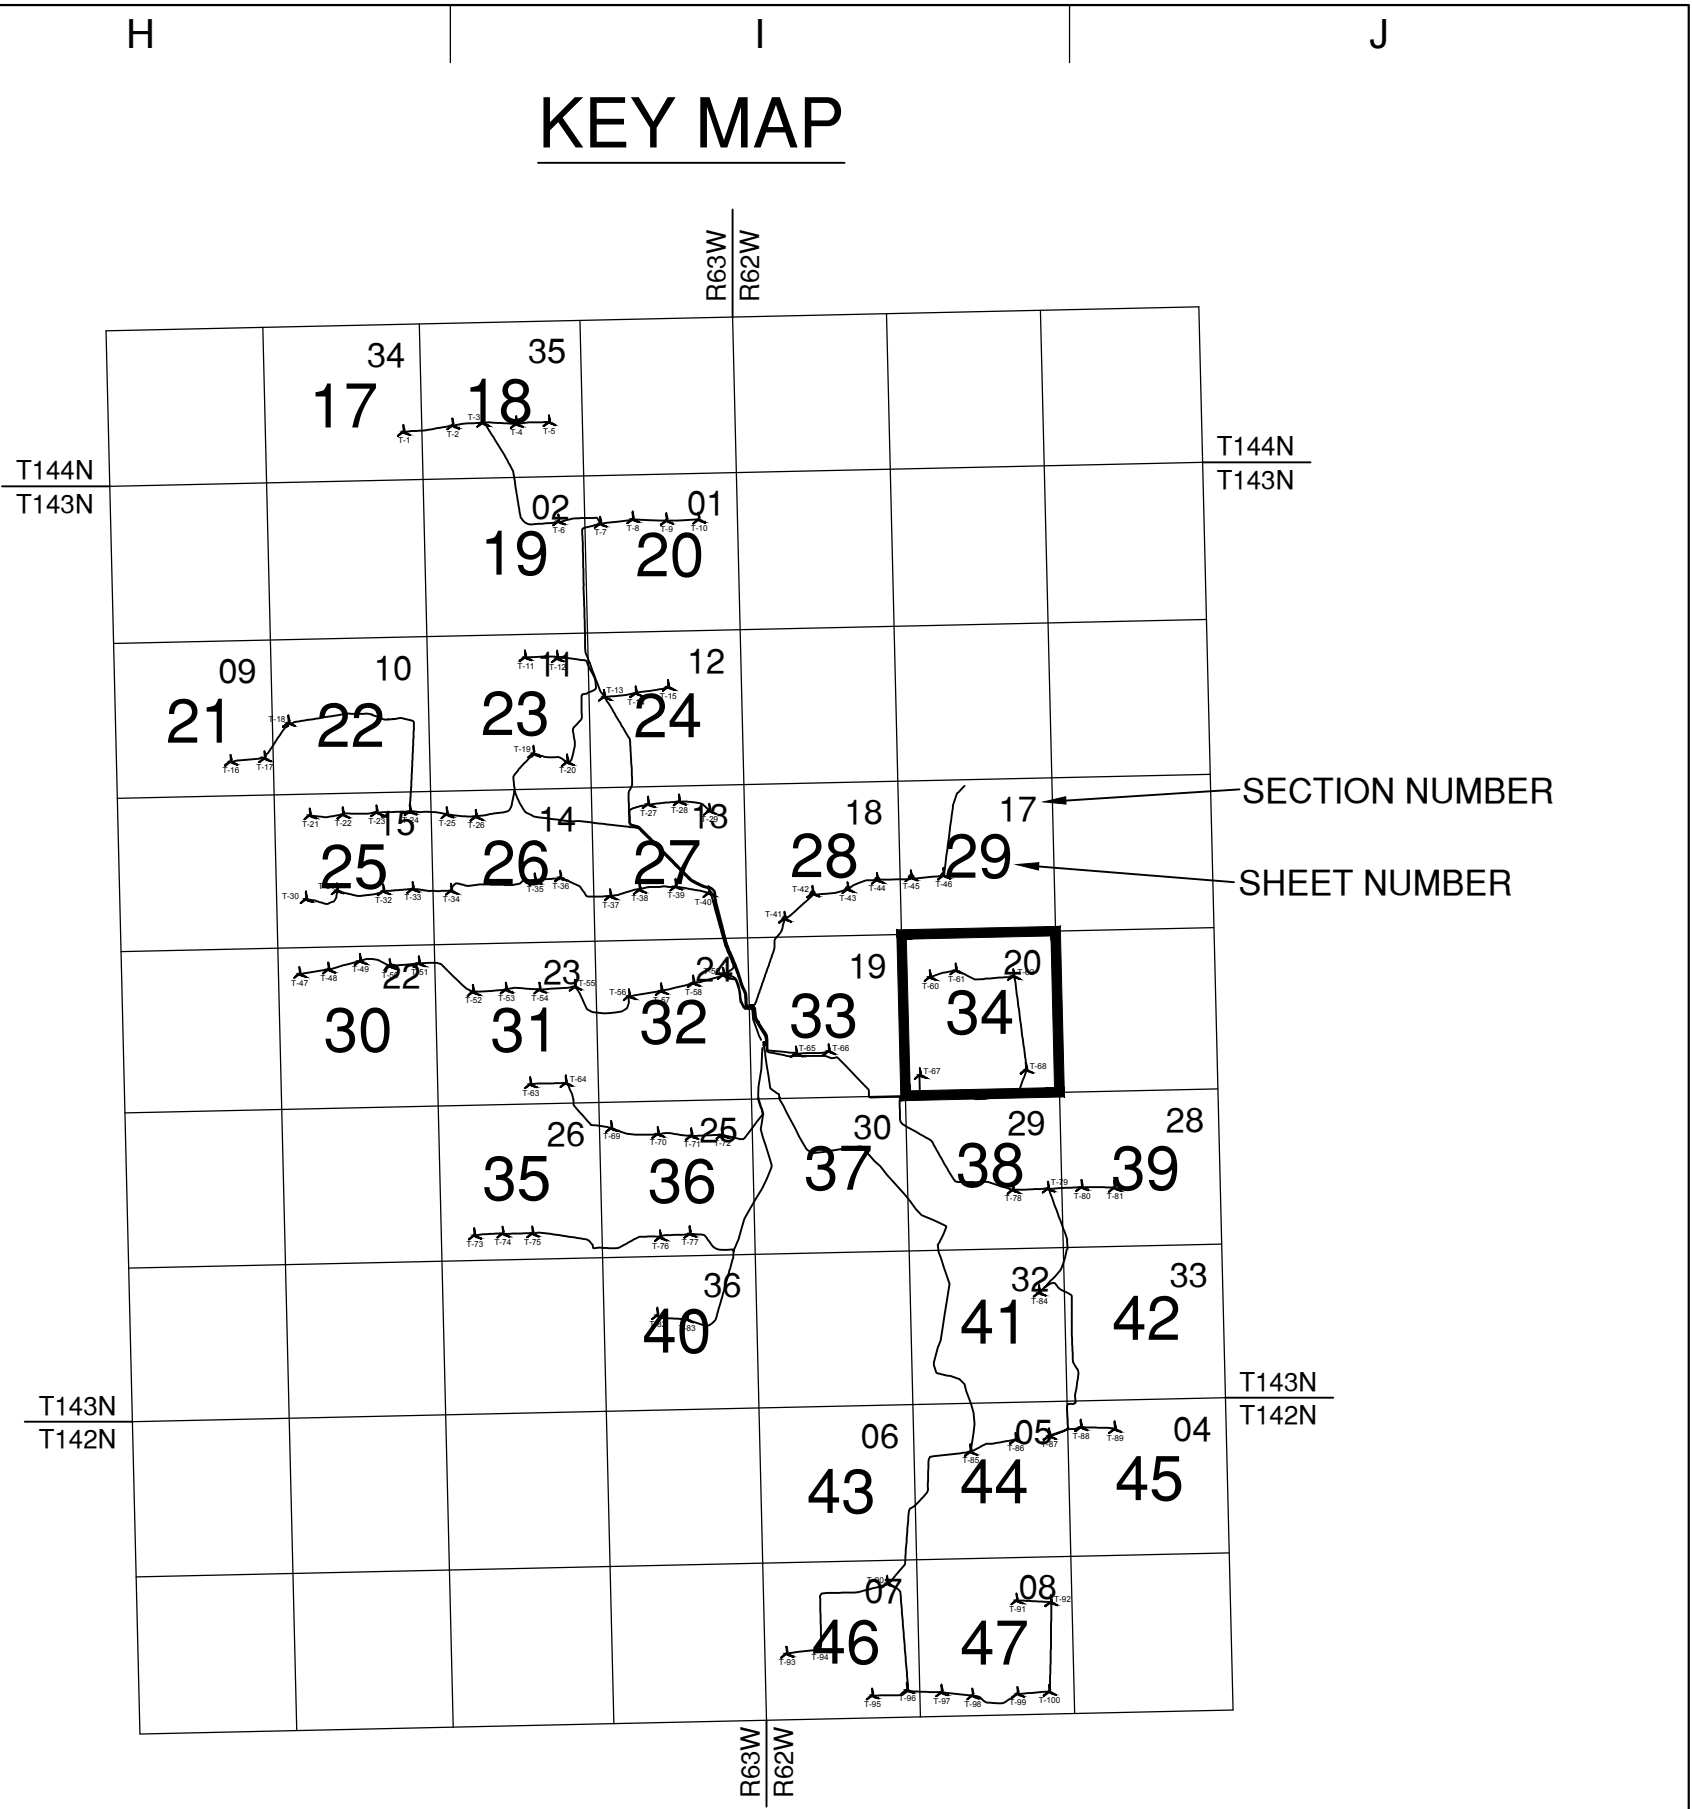 H I J
KEY MAP
R63W
R62W
34 35
17 18
T-1 T-2 T-3 T-4 T-5
T144N T144N
T143N T143N
02 01
T-6 T-7 T-8 T-9 T-10
19 20
T-11 T-12
09 10 11 12
T-13 T-15
21 22 23 24
T-18
T-16 T-17 T-19 T-20
SECTION NUMBER
15 14 13 18 17
T-21 T-22 T-23 T-24 T-25 T-26 T-27 T-28 T-29
25 26 27 28 29
SHEET NUMBER
T-30 T-32 T-33 T-34 T-35 T-36 T-37 T-38 T-39 T-40 T-41 T-42 T-43 T-44 T-45 T-46
22 23 24 19 20
T-47 T-48 T-49 T-51 T-52 T-53 T-54 T-55 T-56 T-57 T-58 T-60 T-61
30 31 32 33 34
T-63 T-64 T-65 T-66 T-67 T-68
26 25 30 29 28
T-69 T-70 T-71 T-72
35 36 37 38 39
T-78 T-79 T-80 T-81
T-73 T-74 T-75 T-76 T-77
36 32 33
T-83 T-84
40 41 42
T143N T143N
T142N T142N
06 05 04
T-85 T-86 T-87 T-88 T-89
43 44 45
07 08
T-90 T-91 T-92
46 47
T-93 T-94
T-95 T-96 T-97 T-98 T-99 T-100
R63W
R62W